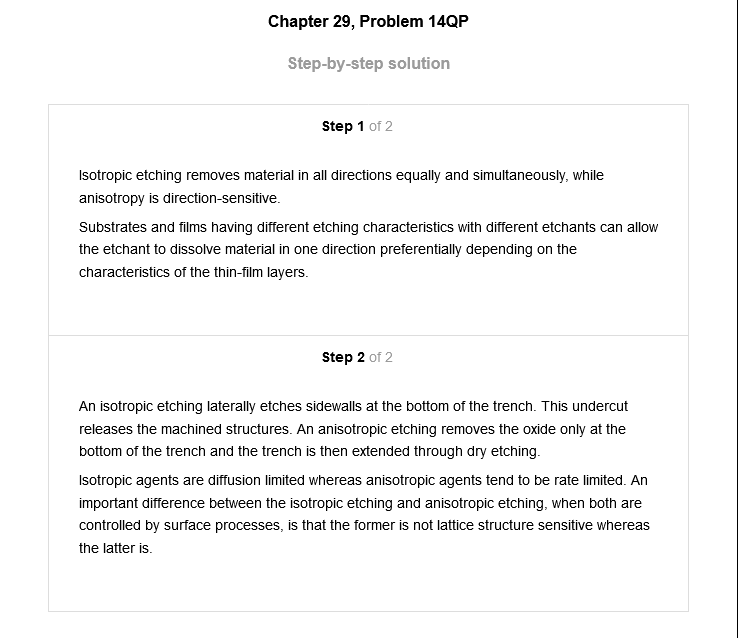 Chapter 29, Problem 14QP
Step-by-step solution
Step 1 of 2
Isotropic etching removes material in all directions equally and simultaneously, while
anisotropy is direction-sensitive.
Substrates and films having different etching characteristics with different etchants can allow
the etchant to dissolve material in one direction preferentially depending on the
characteristics of the thin-film layers.
Step 2 of 2
An isotropic etching laterally etches sidewalls at the bottom of the trench. This undercut
releases the machined structures. An anisotropic etching removes the oxide only at the
bottom of the trench and the trench is then extended through dry etching.
Isotropic agents are diffusion limited whereas anisotropic agents tend to be rate limited. An
important difference between the isotropic etching and anisotropic etching, when both are
controlled by surface processes, is that the former is not lattice structure sensitive whereas
the latter is.